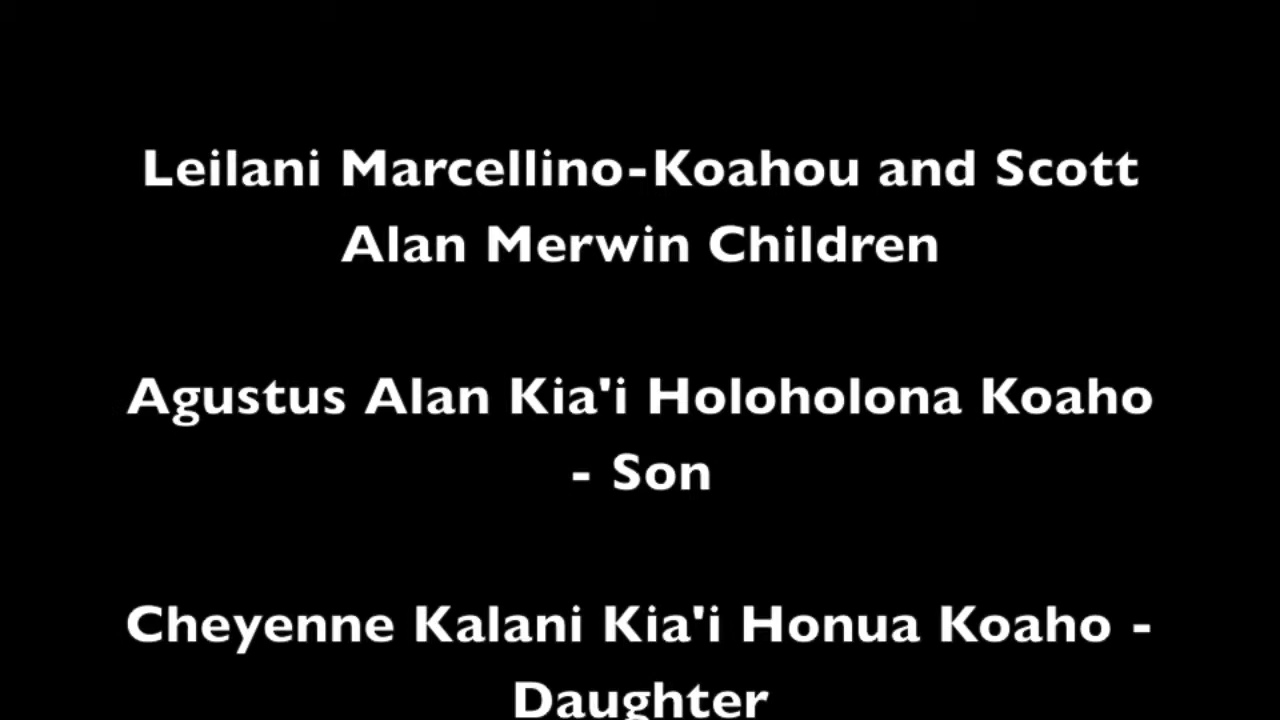 Leilani Marcellino-Koahou and Scott
Alan Merwin Children
Agustus Alan Kia'i Holoholona Koaho
- Son
Cheyenne Kalani Kia'i Honua Koaho -
Daughter